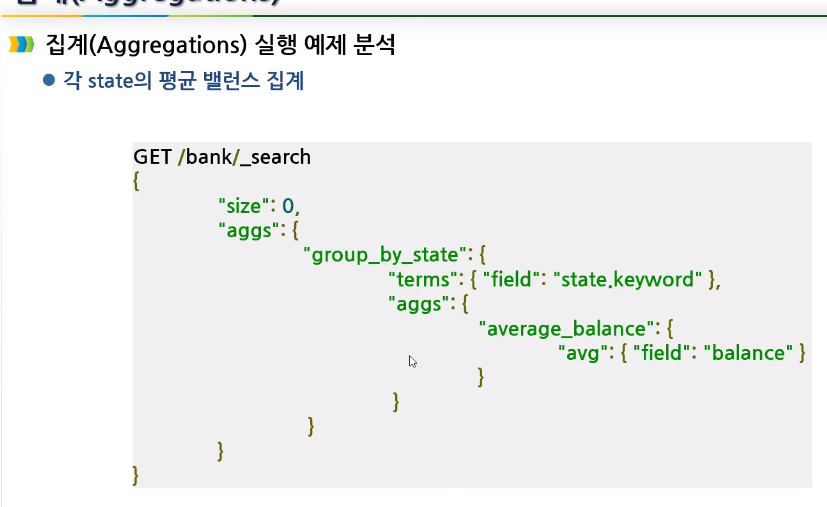 집계(Aggregations) 실행 예제 분석
각 state의 평균 밸런스 집계
GET /bank/_search
{
"size": 0,
"aggs": {
"group_by_state": {
"terms": { "field": "state.keyword" },
"aggs": {
"average_balance": {
"avg": { "field": "balance" }
}
}
}
}
}